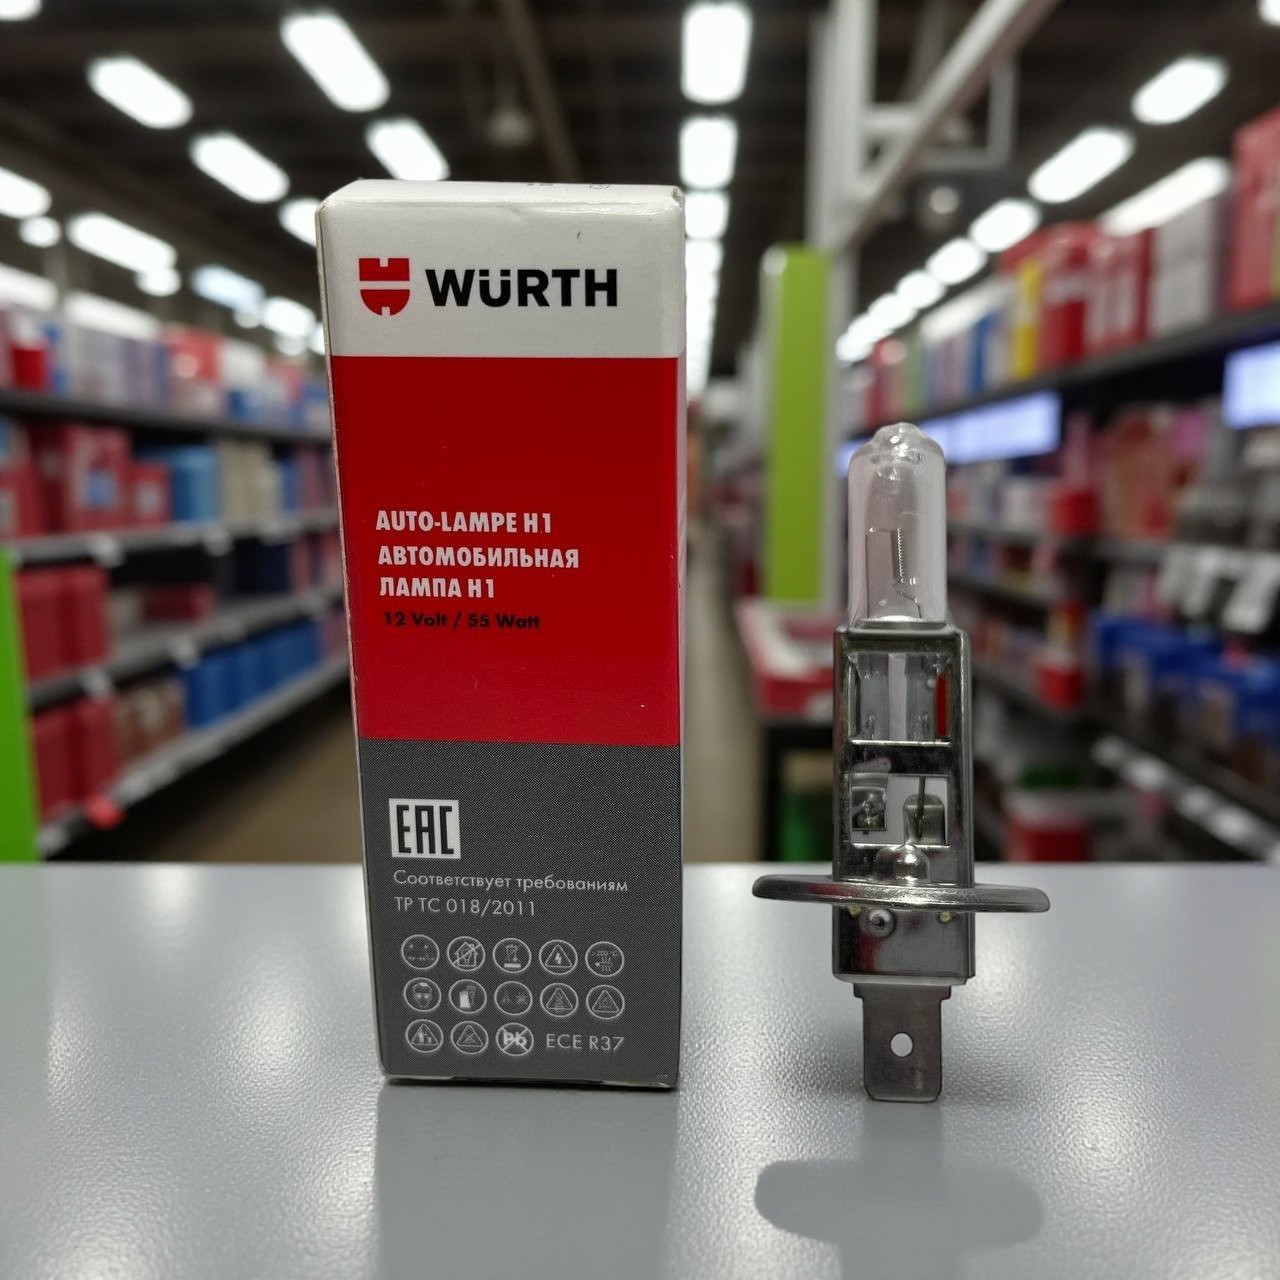 WÜRTH
AUTO-LAMPE H1
АВТОМОБИЛЬНАЯ
ЛАМПА H1
12 Volt / 55 Watt
EAC
Соответствует требованиям
ТР ТС 018/2011
Pb
ECE R37